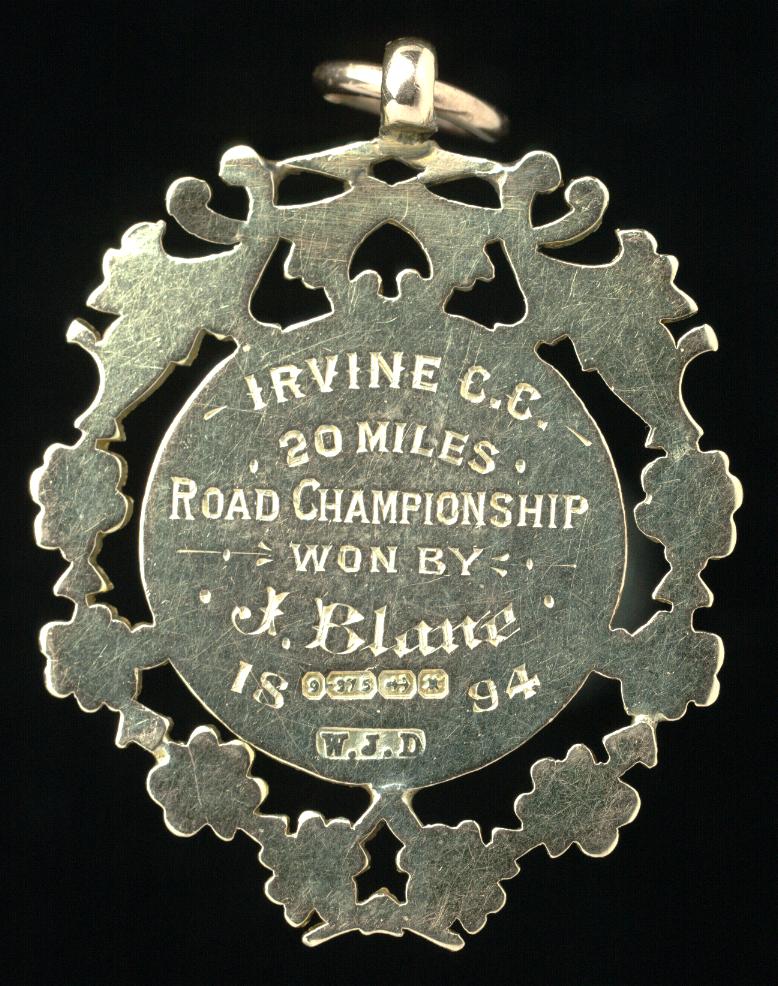 IRVINE C.C.
20 MILES
ROAD CHAMPIONSHIP
WON BY
J. Blane
18 9 .375 94
W.J.D